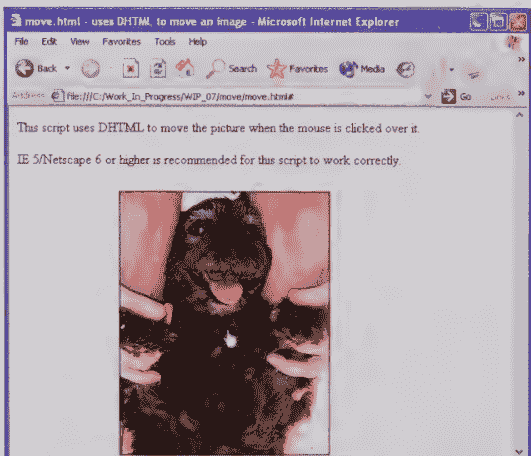 move.html - uses DHTML to move an image - Microsoft Internet Explorer
File Edit View Favorites Tools Help
Back Search Favorites Media
Address file:///C:/Work_In_Progress/WIP_07/move/move.html# Go Links
This script uses DHTML to move the picture when the mouse is clicked over it.
IE 5/Netscape 6 or higher is recommended for this script to work correctly.